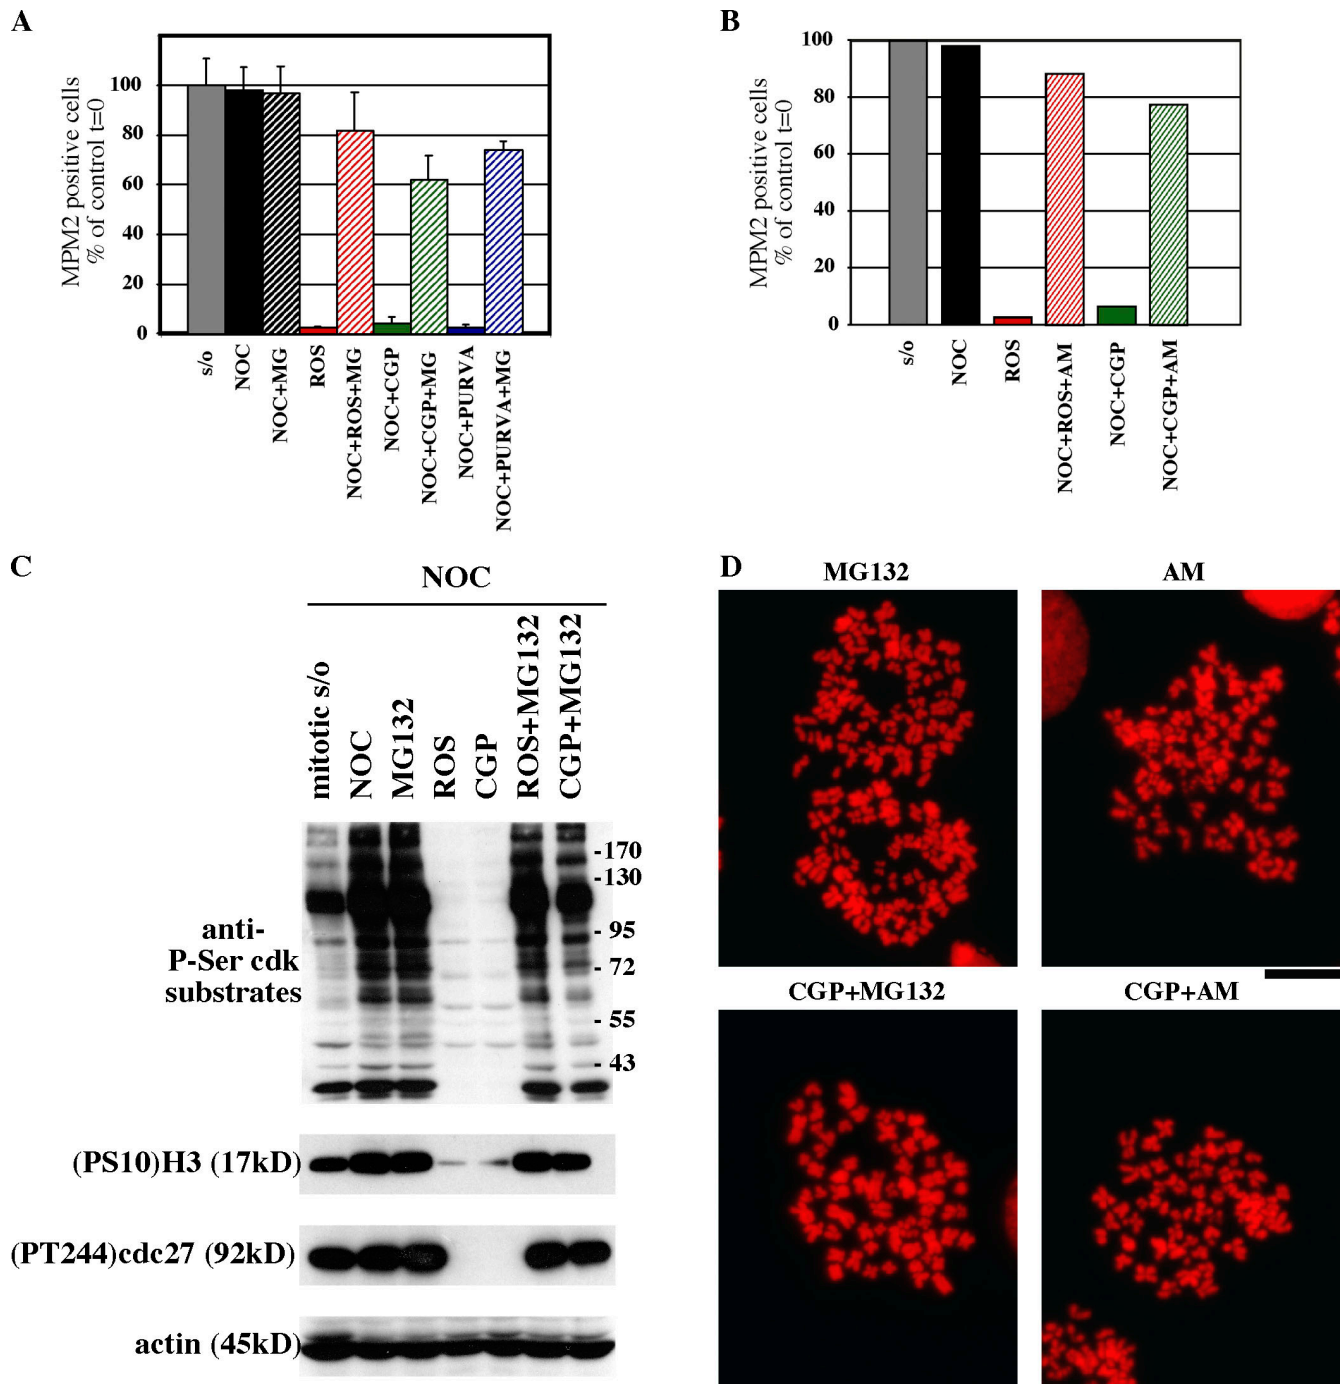 A
MPM2 positive cells
% of control t=0
100
80
60
40
20
0
s/o
NOC
NOC+MG
ROS
NOC+ROS+MG
NOC+CGP
NOC+CGP+MG
NOC+PURVA
NOC+PURVA+MG
B
MPM2 positive cells
% of control t=0
100
80
60
40
20
0
s/o
NOC
ROS
NOC+ROS+AM
NOC+CGP
NOC+CGP+AM
C
NOC
mitotic s/o
NOC
MG132
ROS
CGP
ROS+MG132
CGP+MG132
anti-
P-Ser cdk
substrates
-170
-130
-95
-72
-55
-43
(PS10)H3 (17kD)
(PT244)cdc27 (92kD)
actin (45kD)
D
MG132
AM
CGP+MG132
CGP+AM